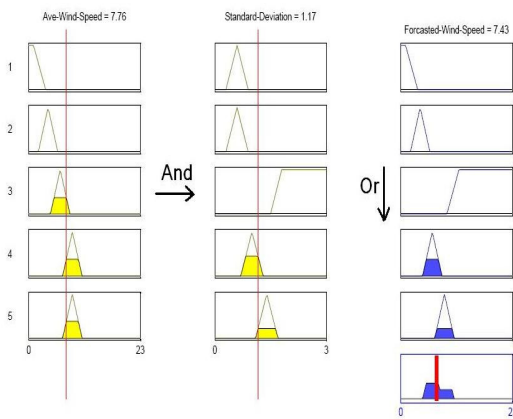 Ave-Wind-Speed = 7.76
Standard-Deviation = 1.17
Forcasted-Wind-Speed = 7.43
1
2
3
And
Or
4
5
0
23
0
3
0
2